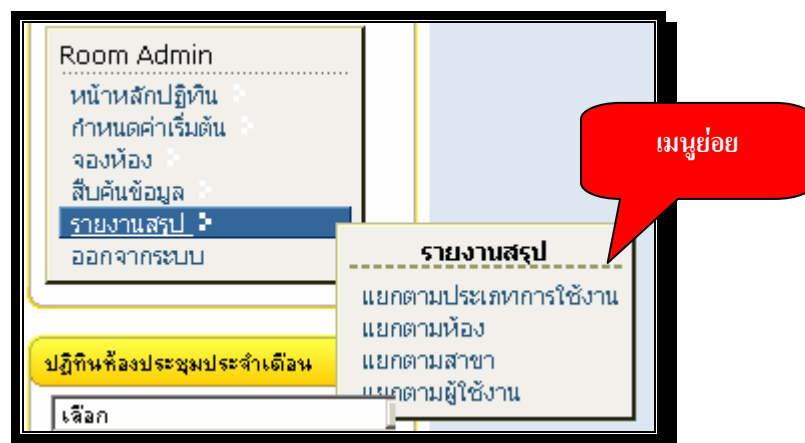 Room Admin
หน้าหลักปฏิทิน
กำหนดค่าเริ่มต้น
จองห้อง
สืบค้นข้อมูล
รายงานสรุป
ออกจากระบบ
เมนูย่อย
รายงานสรุป
แยกตามประเภทการใช้งาน
แยกตามห้อง
แยกตามสาขา
แยกตามผู้ใช้งาน
ปฏิทินห้องประชุมประจำเดือน
เลือก